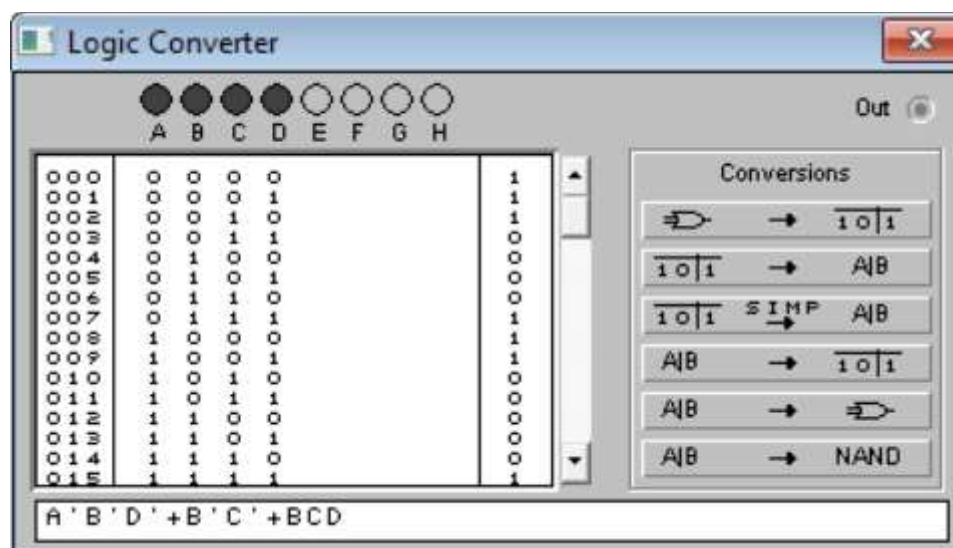 Logic Converter
A B C D E F G H
Out
000 0 0 0 0 1
001 0 0 0 1 1
002 0 0 1 0 1
003 0 0 1 1 0
004 0 1 0 0 0
005 0 1 0 1 0
006 0 1 1 0 0
007 0 1 1 1 1
008 1 0 0 0 1
009 1 0 0 1 1
010 1 0 1 0 0
011 1 0 1 1 0
012 1 1 0 0 0
013 1 1 0 1 0
014 1 1 1 0 0
015 1 1 1 1 1
Conversions
→ 1 0|1
1 0|1 → A|B
1 0|1 SIMP → A|B
A|B → 1 0|1
A|B →
A|B → NAND
A'B'D'+B'C'+BCD